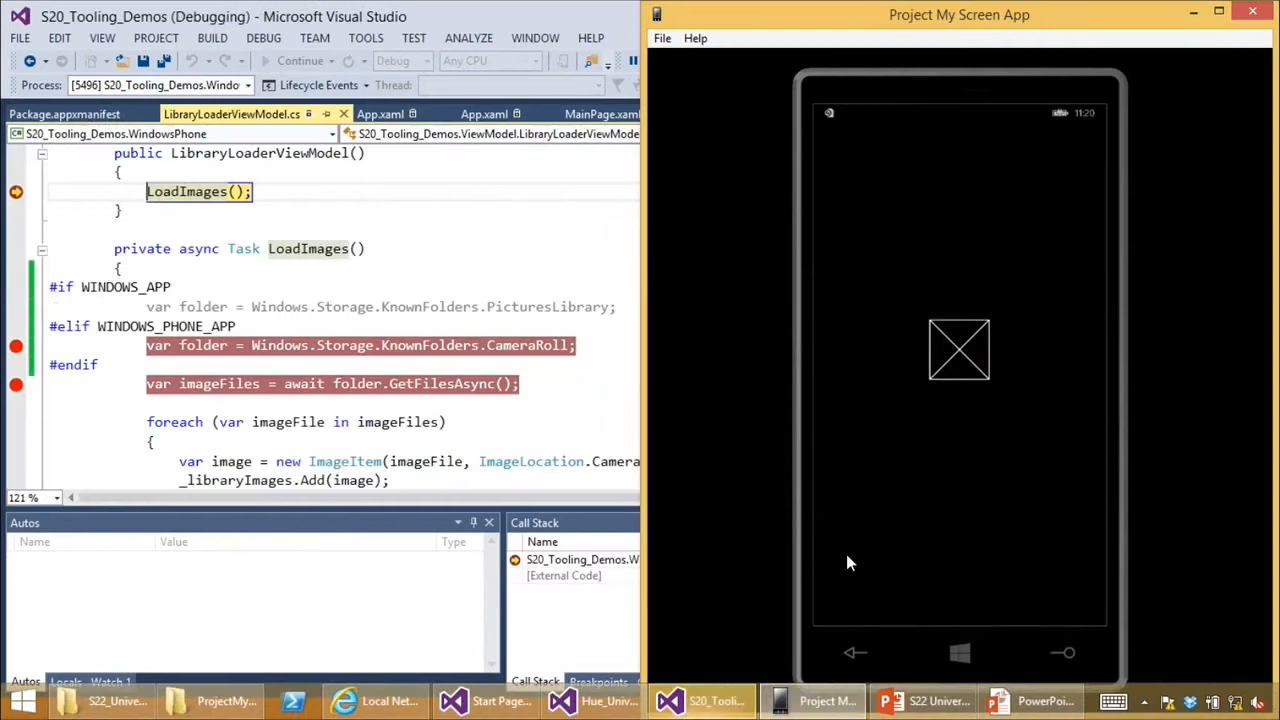 S20_Tooling_Demos (Debugging) - Microsoft Visual Studio
FILE EDIT VIEW PROJECT BUILD DEBUG TEAM TOOLS TEST ANALYZE WINDOW HELP
Continue Debug Any CPU
Process: [5496] S20_Tooling_Demos.Windo Lifecycle Events Thread:
Package.appxmanifest LibraryLoaderViewModel.cs App.xaml App.xaml MainPage.xam
S20_Tooling_Demos.WindowsPhone S20_Tooling_Demos.ViewModel.LibraryLoaderViewMode
public LibraryLoaderViewModel()
{
LoadImages();
}
private async Task LoadImages()
{
#if WINDOWS_APP
var folder = Windows.Storage.KnownFolders.PicturesLibrary;
#elif WINDOWS_PHONE_APP
var folder = Windows.Storage.KnownFolders.CameraRoll;
#endif
var imageFiles = await folder.GetFilesAsync();
foreach (var imageFile in imageFiles)
{
var image = new ImageItem(imageFile, ImageLocation.Camera
_libraryImages.Add(image);
121 %
Autos
Name Value Type
Call Stack
Name
S20_Tooling_Demos.W
[External Code]
Autos Locals Watch 1
Call Stack Breakpoints
Project My Screen App
File Help
11:20
S22_Unive... ProjectMy... Local Net... Start Page... Hue_Univ... S20_Tooli... Project M... S22 Univer... PowerPoi...